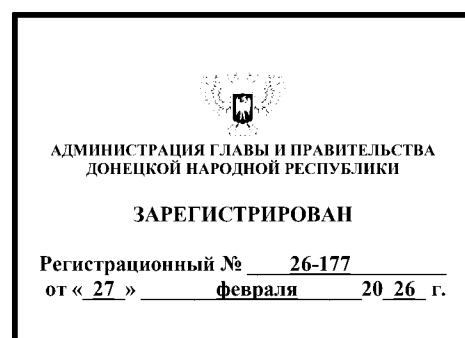 АДМИНИСТРАЦИЯ ГЛАВЫ И ПРАВИТЕЛЬСТВА
ДОНЕЦКОЙ НАРОДНОЙ РЕСПУБЛИКИ
ЗАРЕГИСТРИРОВАН
Регистрационный № 26-177
от « 27 » февраля 20 26 г.